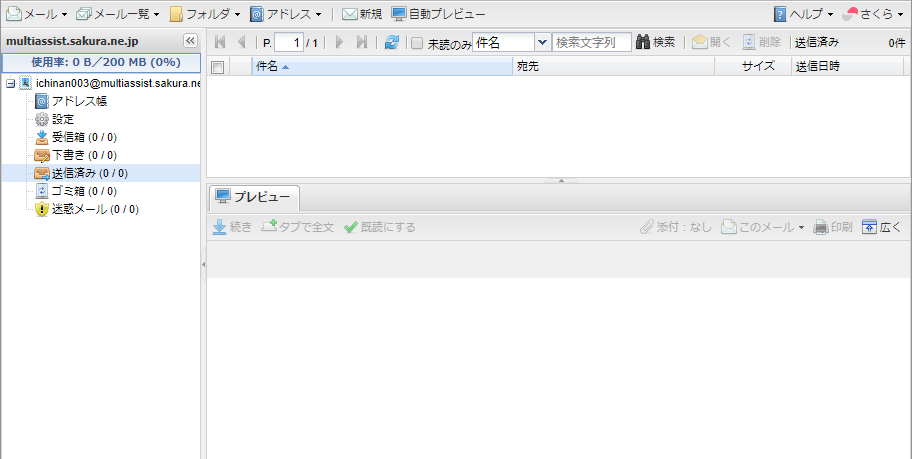 メール メール一覧 フォルダ アドレス 新規 自動プレビュー ヘルプ さくら
multiassist.sakura.ne.jp
使用率: 0 B／200 MB (0%)
ichinan003@multiassist.sakura.ne
アドレス帳
設定
受信箱 (0 / 0)
下書き (0 / 0)
送信済み (0 / 0)
ゴミ箱 (0 / 0)
迷惑メール (0 / 0)
P. 1 / 1 未読のみ 件名 検索文字列 検索 開く 削除 送信済み 0件
件名 宛先 サイズ 送信日時
プレビュー
続き タブで全文 既読にする 添付：なし このメール 印刷 広く